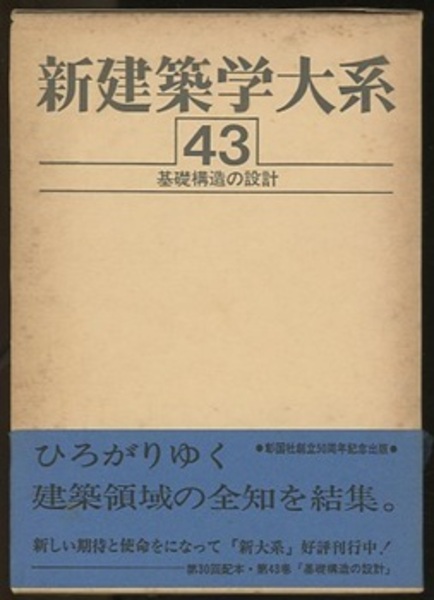 新建築学大系
43
基礎構造の設計
ひろがりゆく
●彰国社創立50周年記念出版●
建築領域の全知を結集。
新しい期待と使命をになって「新大系」好評刊行中!
第30回配本・第43巻「基礎構造の設計」